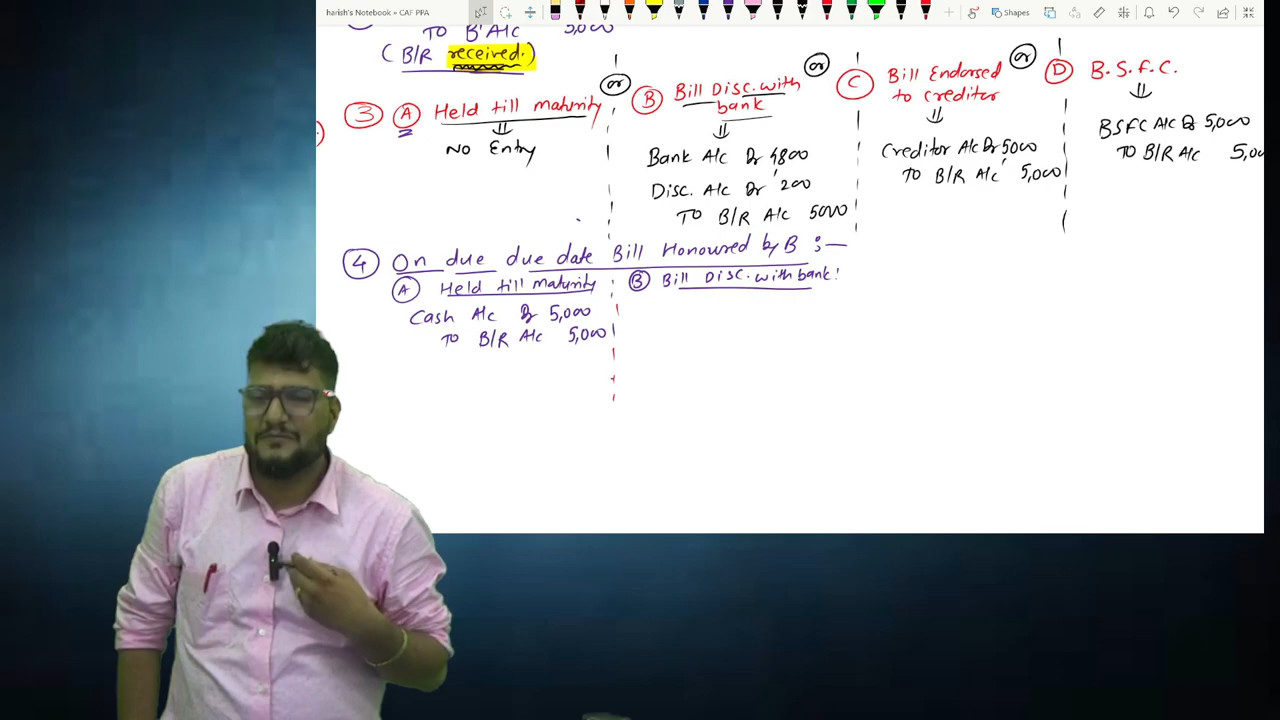 harish's Notebook > CAF PPA
Shapes
TO B' A/c 5,000
(B/R received.)
3 A Held till maturity
NO Entry
or
B Bill Disc. with bank
Bank A/c Dr 4800
Disc. A/c Dr 200
TO B/R A/c 5000
or
C Bill Endorsed to creditor
Creditor A/c Dr 5000
TO B/R A/c 5,000
or
D B.S.F.C.
BSFC A/c Dr 5,000
TO B/R A/c
4 On due due date Bill Honoured by B :—
A Held till maturity
Cash A/c Dr 5,000
TO B/R A/c 5,000
B Bill Disc. with bank!